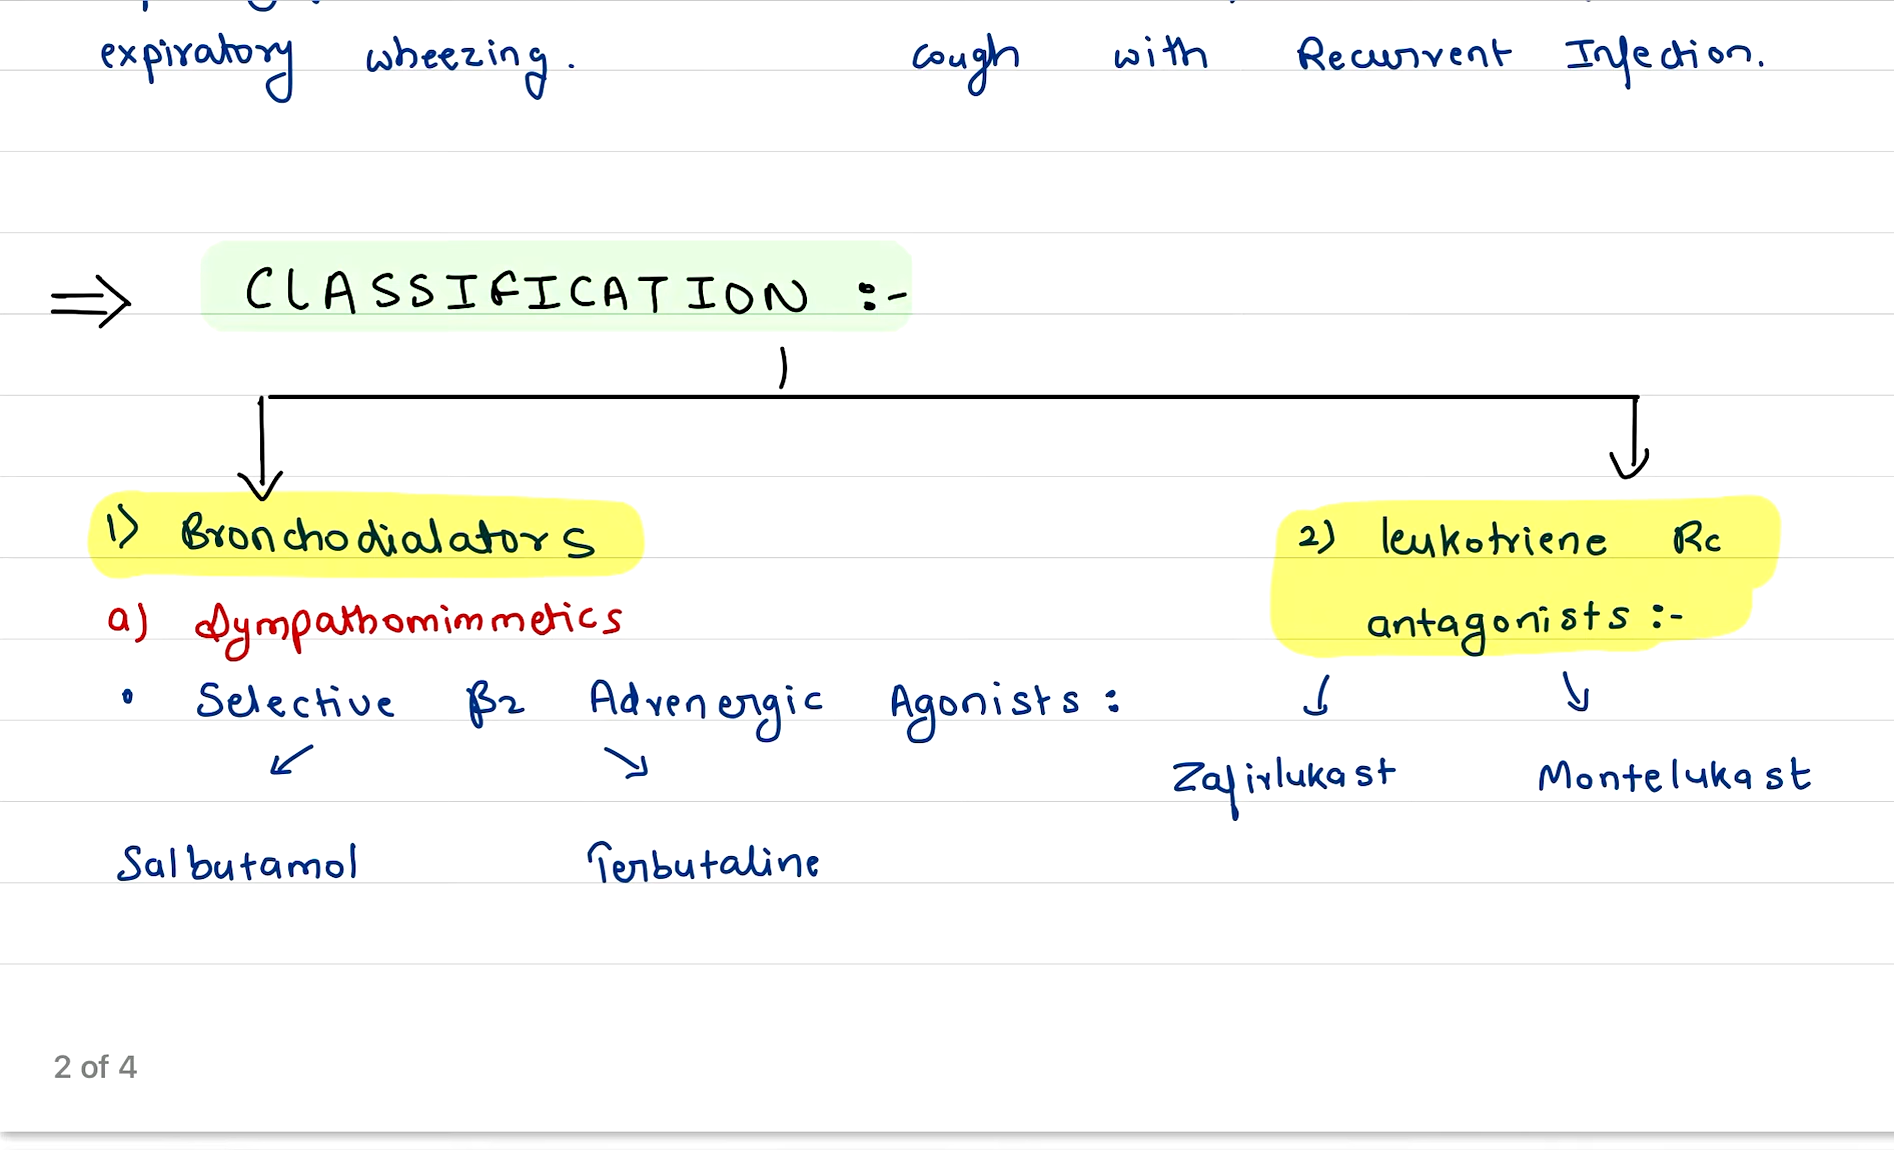 expiratory wheezing. cough with Recurrent Infection.
⇒ CLASSIFICATION :-
1) Bronchodialators 2) leukotriene Rc
antagonists :-
a) Sympathomimmetics
• Selective β2 Adrenergic Agonists :
Zafirlukast Montelukast
Salbutamol Terbutaline
2 of 4